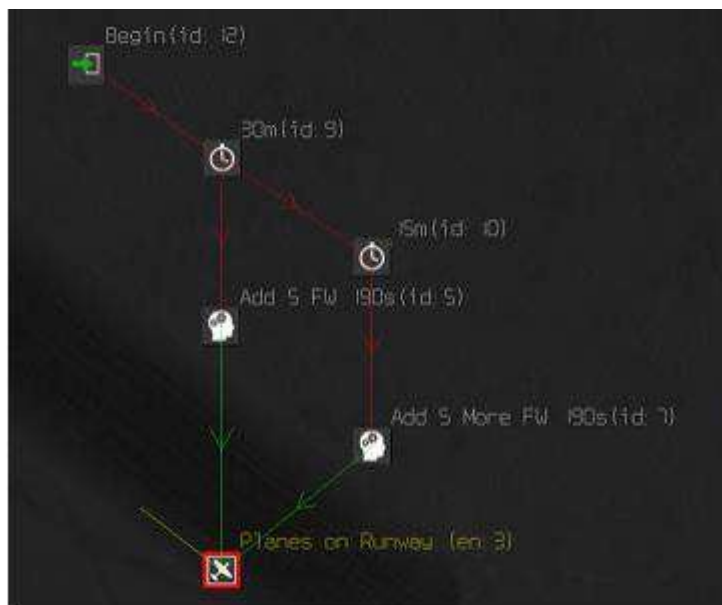 Begin(id: 12)
30m(id: 9)
15m(id: 10)
Add 5 FW 190s(id: 5)
Add 5 More FW 190s(id: 7)
Planes on Runway (en 3)